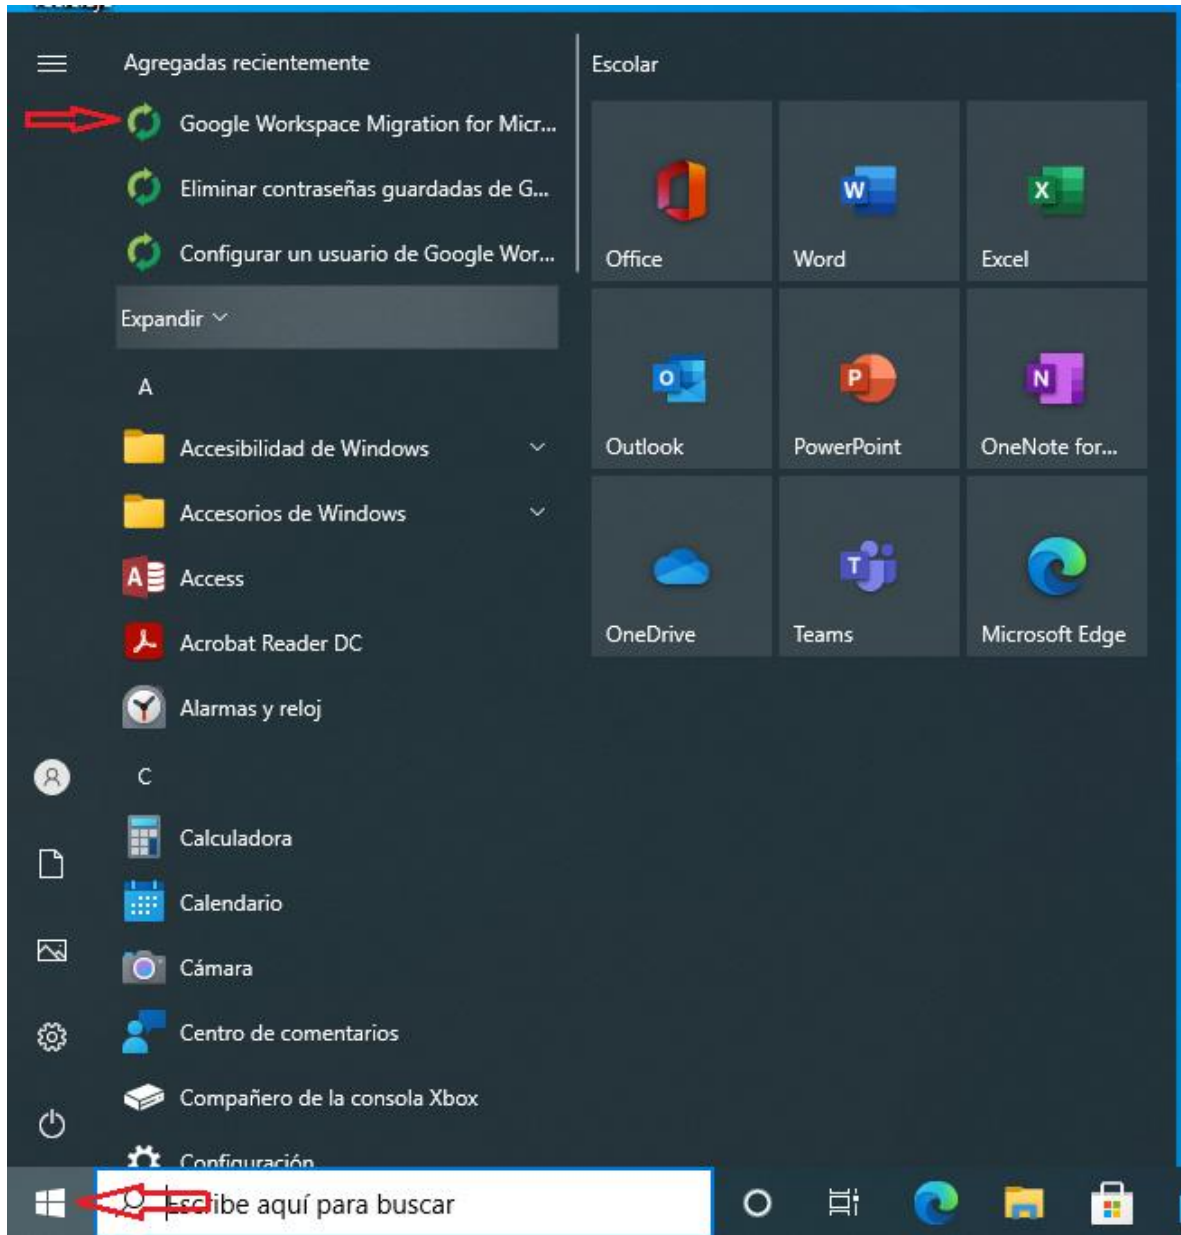 Agregadas recientemente
Google Workspace Migration for Micr...
Eliminar contraseñas guardadas de G...
Configurar un usuario de Google Wor...
Expandir
A
Accesibilidad de Windows
Accesorios de Windows
Access
Acrobat Reader DC
Alarmas y reloj
C
Calculadora
Calendario
Cámara
Centro de comentarios
Compañero de la consola Xbox
Configuración
Escolar
Office
Word
Excel
Outlook
PowerPoint
OneNote for...
OneDrive
Teams
Microsoft Edge
Escribe aquí para buscar